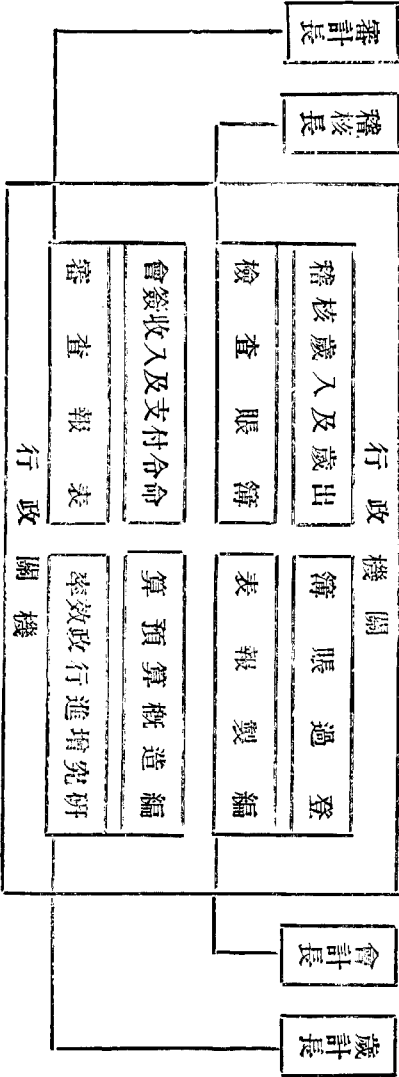 審計長
稽核長
行政機關
稽核歲入及歲出
檢查賬簿
會簽收入及支付令命
審查報表
登過賬簿
編製報表
編造概算預算
研究增進行政效率
行政關機
會計長
歲計長